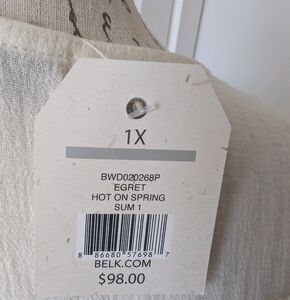 1X
BWD020268P
EGRET
HOT ON SPRING
SUM 1
8 86680 57698 7
BELK.COM
$98.00